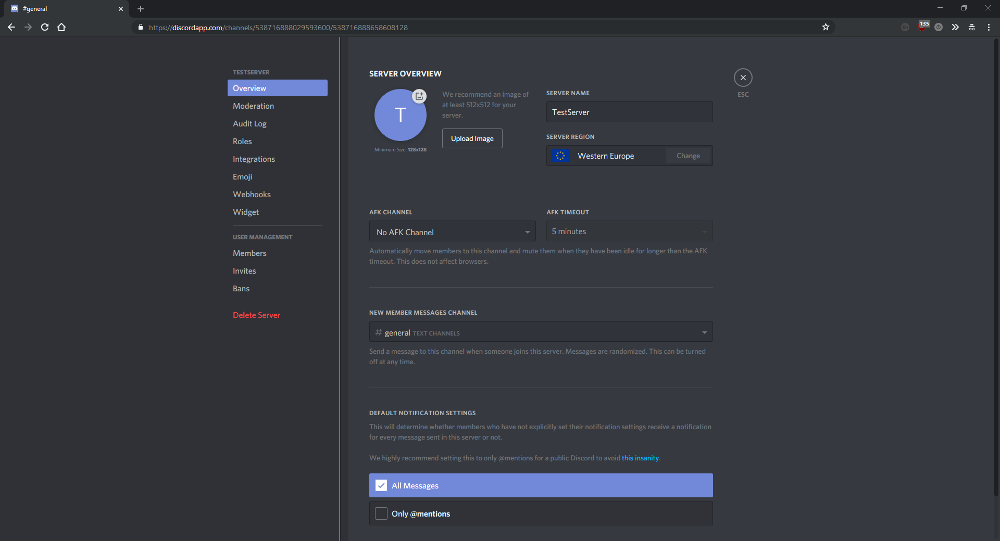 #general
https://discordapp.com/channels/538716888029593600/538716888658608128
135
TESTSERVER
Overview
Moderation
Audit Log
Roles
Integrations
Emoji
Webhooks
Widget
USER MANAGEMENT
Members
Invites
Bans
Delete Server
SERVER OVERVIEW
T
Minimum Size: 128x128
We recommend an image of
at least 512x512 for your
server.
Upload Image
SERVER NAME
TestServer
SERVER REGION
Western Europe
Change
ESC
AFK CHANNEL
No AFK Channel
AFK TIMEOUT
5 minutes
Automatically move members to this channel and mute them when they have been idle for longer than the AFK
timeout. This does not affect browsers.
NEW MEMBER MESSAGES CHANNEL
# general TEXT CHANNELS
Send a message to this channel when someone joins this server. Messages are randomized. This can be turned
off at any time.
DEFAULT NOTIFICATION SETTINGS
This will determine whether members who have not explicitly set their notification settings receive a notification
for every message sent in this server or not.
We highly recommend setting this to only @mentions for a public Discord to avoid this insanity.
All Messages
Only @mentions